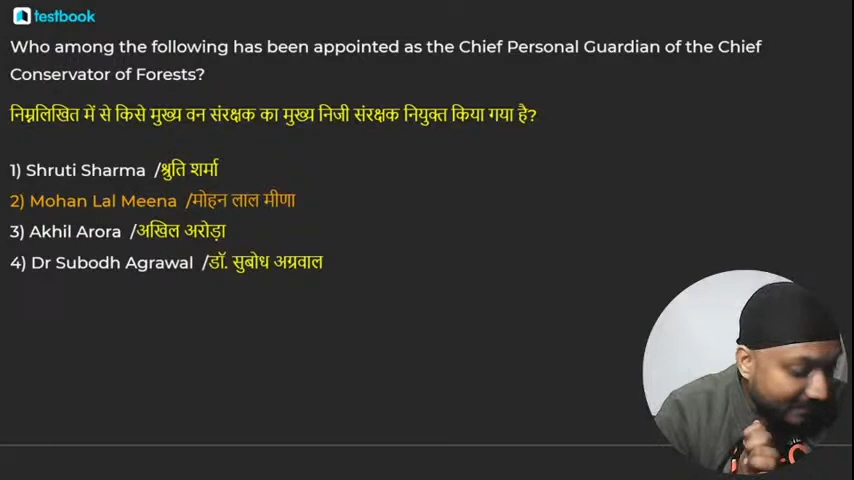 testbook
Who among the following has been appointed as the Chief Personal Guardian of the Chief
Conservator of Forests?
निम्नलिखित में से किसे मुख्य वन संरक्षक का मुख्य निजी संरक्षक नियुक्त किया गया है?
1) Shruti Sharma /श्रुति शर्मा
2) Mohan Lal Meena /मोहन लाल मीणा
3) Akhil Arora /अखिल अरोड़ा
4) Dr Subodh Agrawal /डॉ. सुबोध अग्रवाल